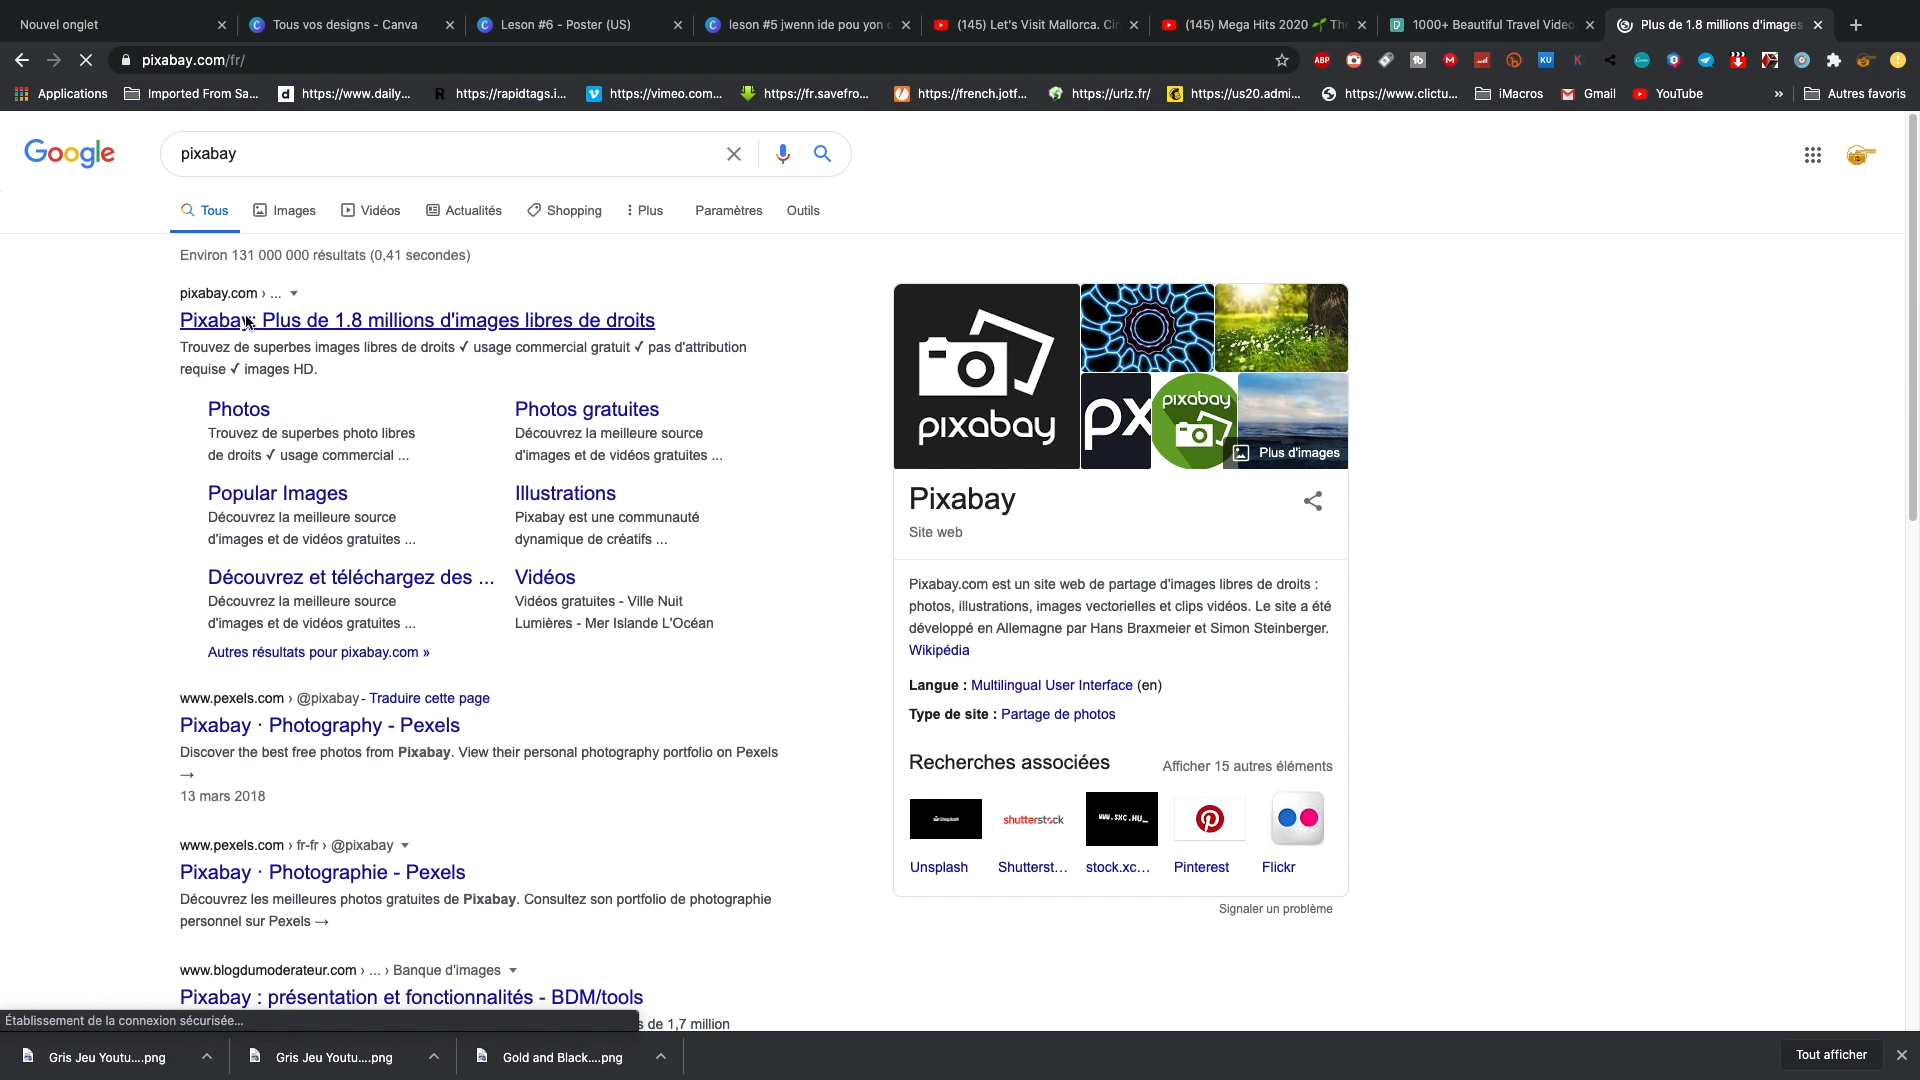 Nouvel onglet
Tous vos designs - Canva
Leson #6 - Poster (US)
leson #5 jwenn ide pou yon
(145) Let's Visit Mallorca. Cin
(145) Mega Hits 2020 🌱 Th
1000+ Beautiful Travel Video
Plus de 1.8 millions d'images
pixabay.com/fr/
Applications
Imported From Sa...
https://www.daily...
https://rapidtags.i...
https://vimeo.com...
https://fr.savefro...
https://french.jotf...
https://urlz.fr/
https://us20.admi...
https://www.clictu...
iMacros
Gmail
YouTube
»
Autres favoris
Google
pixabay
Tous
Images
Vidéos
Actualités
Shopping
Plus
Paramètres
Outils
Environ 131 000 000 résultats (0,41 secondes)
pixabay.com › ...
Pixabay: Plus de 1.8 millions d'images libres de droits
Trouvez de superbes images libres de droits ✓ usage commercial gratuit ✓ pas d'attribution
requise ✓ images HD.
Photos
Trouvez de superbes photo libres
de droits ✓ usage commercial ...
Photos gratuites
Découvrez la meilleure source
d'images et de vidéos gratuites ...
Popular Images
Découvrez la meilleure source
d'images et de vidéos gratuites ...
Illustrations
Pixabay est une communauté
dynamique de créatifs ...
Découvrez et téléchargez des ...
Découvrez la meilleure source
d'images et de vidéos gratuites ...
Vidéos
Vidéos gratuites - Ville Nuit
Lumières - Mer Islande L'Océan
Autres résultats pour pixabay.com »
www.pexels.com › @pixabay - Traduire cette page
Pixabay · Photography - Pexels
Discover the best free photos from Pixabay. View their personal photography portfolio on Pexels
→
13 mars 2018
www.pexels.com › fr-fr › @pixabay
Pixabay · Photographie - Pexels
Découvrez les meilleures photos gratuites de Pixabay. Consultez son portfolio de photographie
personnel sur Pexels →
www.blogdumoderateur.com › ... › Banque d'images
Pixabay : présentation et fonctionnalités - BDM/tools
s de 1,7 million
pixabay
px
pixabay
Plus d'images
Pixabay
Site web
Pixabay.com est un site web de partage d'images libres de droits :
photos, illustrations, images vectorielles et clips vidéos. Le site a été
développé en Allemagne par Hans Braxmeier et Simon Steinberger.
Wikipédia
Langue : Multilingual User Interface (en)
Type de site : Partage de photos
Recherches associées
Afficher 15 autres éléments
Unsplash
shutterstock
WWW.SXC.HU_
Unsplash
Shutterst...
stock.xc...
Pinterest
Flickr
Signaler un problème
Établissement de la connexion sécurisée...
Gris Jeu Youtu....png
Gris Jeu Youtu....png
Gold and Black....png
Tout afficher